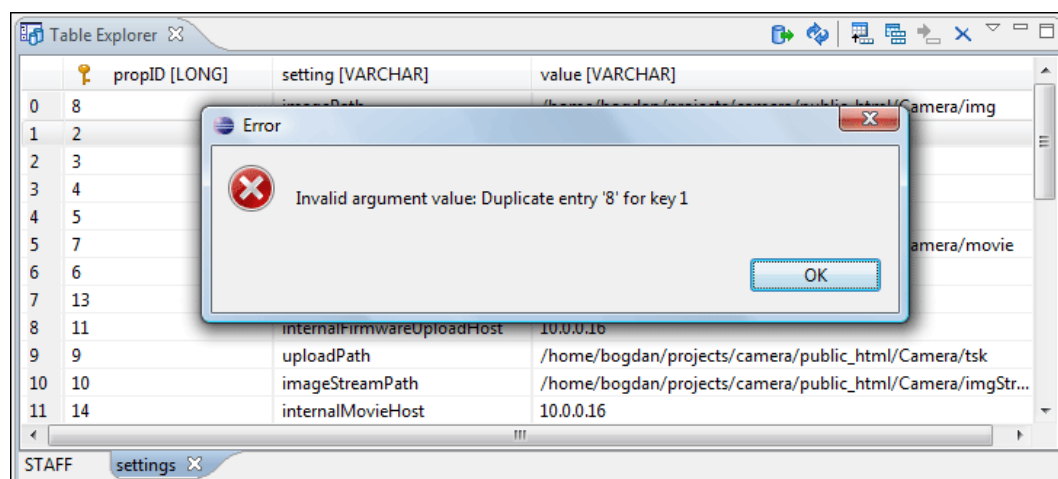 Table Explorer
propID [LONG] setting [VARCHAR] value [VARCHAR]
0 8 imagePath /home/bogdan/projects/camera/public_html/Camera/img
Error
1 2
2 3
3 4
Invalid argument value: Duplicate entry '8' for key 1
4 5
5 7 amera/movie
6 6
OK
7 13
8 11 internalFirmwareUploadHost 10.0.0.16
9 9 uploadPath /home/bogdan/projects/camera/public_html/Camera/tsk
10 10 imageStreamPath /home/bogdan/projects/camera/public_html/Camera/imgStr...
11 14 internalMovieHost 10.0.0.16
STAFF settings